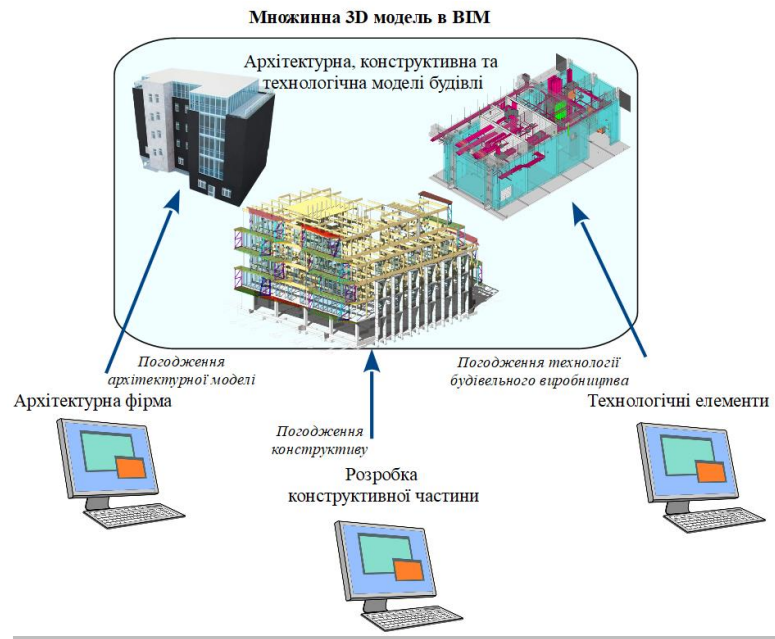 Множинна 3D модель в BIM
Архітектурна, конструктивна та
технологічна моделі будівлі
Погодження
архітектурної моделі
Погодження технології
будівельного виробництва
Архітектурна фірма
Технологічні елементи
Погодження
конструктиву
Розробка
конструктивної частини